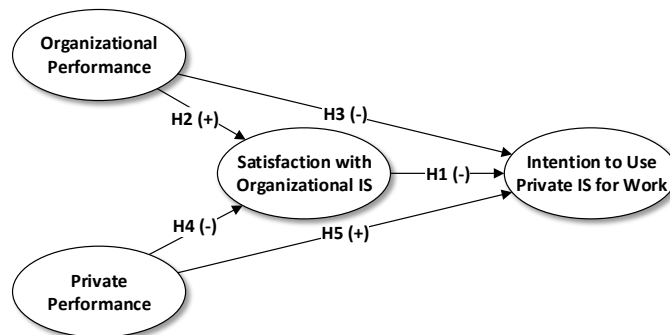 Organizational
Performance
H3 (-)
H2 (+)
Satisfaction with
Organizational IS
H1 (-)
Intention to Use
Private IS for Work
H4 (-)
H5 (+)
Private
Performance